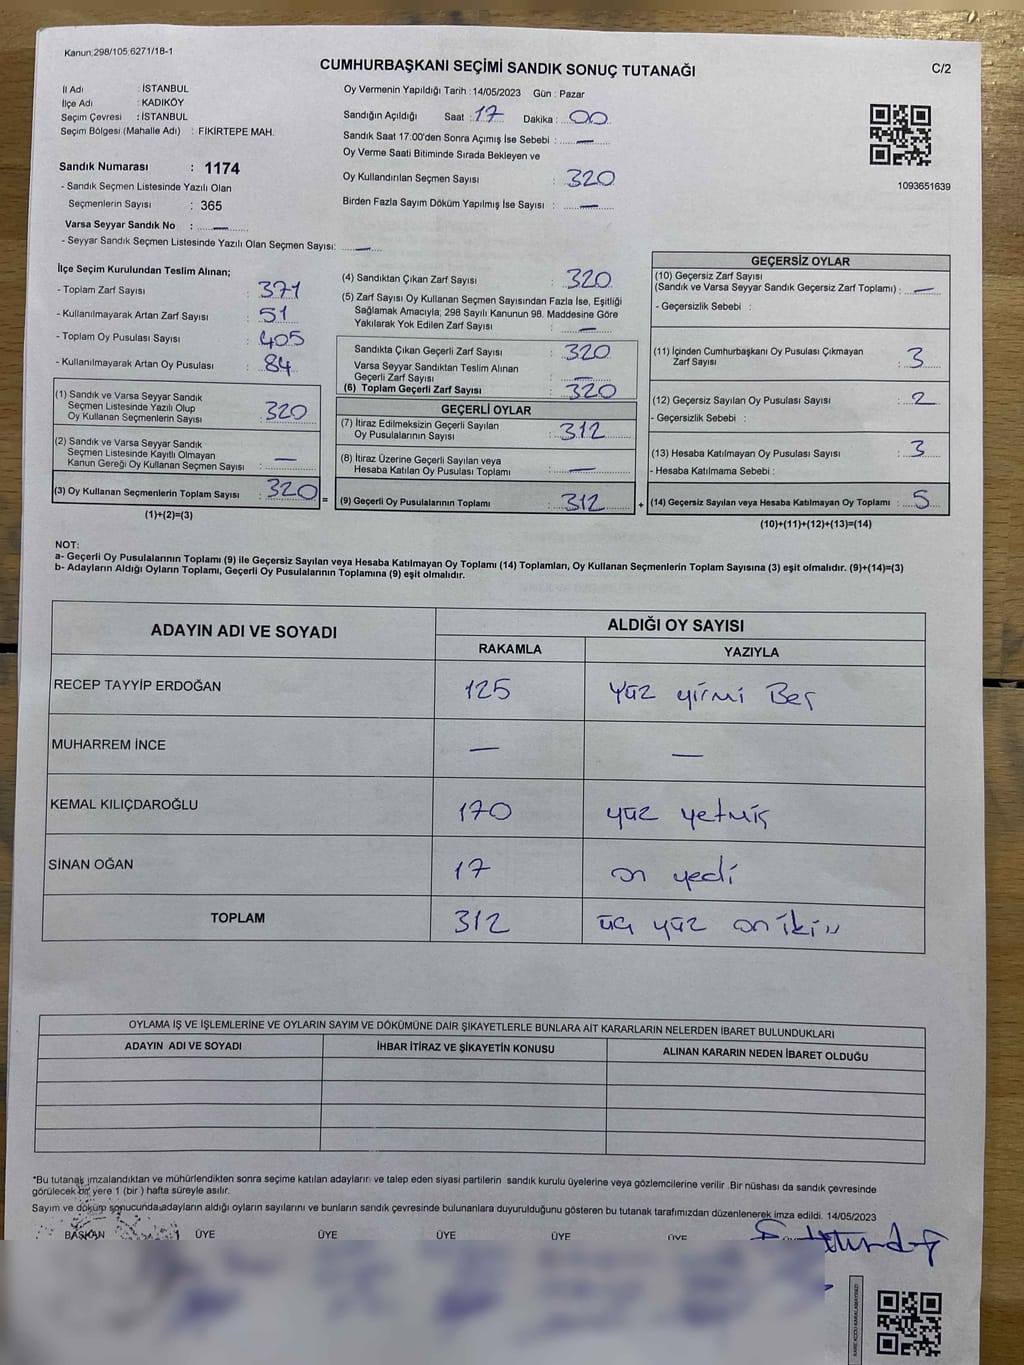 Kanun:298/105,6271/18-1
CUMHURBAŞKANI SEÇİMİ SANDIK SONUÇ TUTANAĞI
C/2
İl Adı : İSTANBUL
İlçe Adı : KADIKÖY
Seçim Çevresi : İSTANBUL
Seçim Bölgesi (Mahalle Adı) : FİKİRTEPE MAH.
Sandık Numarası : 1174
- Sandık Seçmen Listesinde Yazılı Olan
Seçmenlerin Sayısı : 365
Varsa Seyyar Sandık No : —
- Seyyar Sandık Seçmen Listesinde Yazılı Olan Seçmen Sayısı: —
Oy Vermenin Yapıldığı Tarih : 14/05/2023 Gün : Pazar
Sandığın Açıldığı Saat : 17 Dakika : 00
Sandık Saat 17:00'den Sonra Açımış İse Sebebi : —
Oy Verme Saati Bitiminde Sırada Bekleyen ve
Oy Kullandırılan Seçmen Sayısı : 320
Birden Fazla Sayım Döküm Yapılmış İse Sayısı : —
1093651639
İlçe Seçim Kurulundan Teslim Alınan;
- Toplam Zarf Sayısı : 371
- Kullanılmayarak Artan Zarf Sayısı : 51
- Toplam Oy Pusulası Sayısı : 405
- Kullanılmayarak Artan Oy Pusulası : 84
(1) Sandık ve Varsa Seyyar Sandık
Seçmen Listesinde Yazılı Olup
Oy Kullanan Seçmenlerin Sayısı : 320
(2) Sandık ve Varsa Seyyar Sandık
Seçmen Listesinde Kayıtlı Olmayan
Kanun Gereği Oy Kullanan Seçmen Sayısı : —
(3) Oy Kullanan Seçmenlerin Toplam Sayısı : 320 =
(1)+(2)=(3)
(4) Sandıktan Çıkan Zarf Sayısı : 320
(5) Zarf Sayısı Oy Kullanan Seçmen Sayısından Fazla İse, Eşitliği
Sağlamak Amacıyla; 298 Sayılı Kanunun 98. Maddesine Göre
Yakılarak Yok Edilen Zarf Sayısı : —
Sandıkta Çıkan Geçerli Zarf Sayısı : 320
Varsa Seyyar Sandıktan Teslim Alınan
Geçerli Zarf Sayısı : —
(6) Toplam Geçerli Zarf Sayısı : 320
GEÇERLİ OYLAR
(7) İtiraz Edilmeksizin Geçerli Sayılan
Oy Pusulalarının Sayısı : 312
(8) İtiraz Üzerine Geçerli Sayılan veya
Hesaba Katılan Oy Pusulası Toplamı : —
(9) Geçerli Oy Pusulalarının Toplamı : 312 +
GEÇERSİZ OYLAR
(10) Geçersiz Zarf Sayısı
(Sandık ve Varsa Seyyar Sandık Geçersiz Zarf Toplamı) : —
- Geçersizlik Sebebi :
(11) İçinden Cumhurbaşkanı Oy Pusulası Çıkmayan
Zarf Sayısı : 3
(12) Geçersiz Sayılan Oy Pusulası Sayısı : 2
- Geçersizlik Sebebi :
(13) Hesaba Katılmayan Oy Pusulası Sayısı : 3
- Hesaba Katılmama Sebebi :
(14) Geçersiz Sayılan veya Hesaba Katılmayan Oy Toplamı : 5
(10)+(11)+(12)+(13)=(14)
NOT:
a- Geçerli Oy Pusulalarının Toplamı (9) ile Geçersiz Sayılan veya Hesaba Katılmayan Oy Toplamı (14) Toplamları, Oy Kullanan Seçmenlerin Toplam Sayısına (3) eşit olmalıdır. (9)+(14)=(3)
b- Adayların Aldığı Oyların Toplamı, Geçerli Oy Pusulalarının Toplamına (9) eşit olmalıdır.
ADAYIN ADI VE SOYADI
ALDIĞI OY SAYISI
RAKAMLA YAZIYLA
RECEP TAYYİP ERDOĞAN 125 Yüz yirmi Beş
MUHARREM İNCE — —
KEMAL KILIÇDAROĞLU 170 yüz yetmiş
SİNAN OĞAN 17 on yedi
TOPLAM 312 üç yüz oniki
OYLAMA İŞ VE İŞLEMLERİNE VE OYLARIN SAYIM VE DÖKÜMÜNE DAİR ŞİKAYETLERLE BUNLARA AİT KARARLARIN NELERDEN İBARET BULUNDUKLARI
ADAYIN ADI VE SOYADI İHBAR İTİRAZ VE ŞİKAYETİN KONUSU ALINAN KARARIN NEDEN İBARET OLDUĞU
*Bu tutanak imzalandıktan ve mühürlendikten sonra seçime katılan adayların ve talep eden siyasi partilerin sandık kurulu üyelerine veya gözlemcilerine verilir .Bir nüshası da sandık çevresinde
görülecek bir yere 1 (bir ) hafta süreyle asılır.
Sayım ve döküm sonucunda adayların aldığı oyların sayılarını ve bunların sandık çevresinde bulunanlara duyurulduğunu gösteren bu tutanak tarafımızdan düzenlenerek imza edildi. 14/05/2023
BAŞKAN ÜYE ÜYE ÜYE ÜYE ÜYE